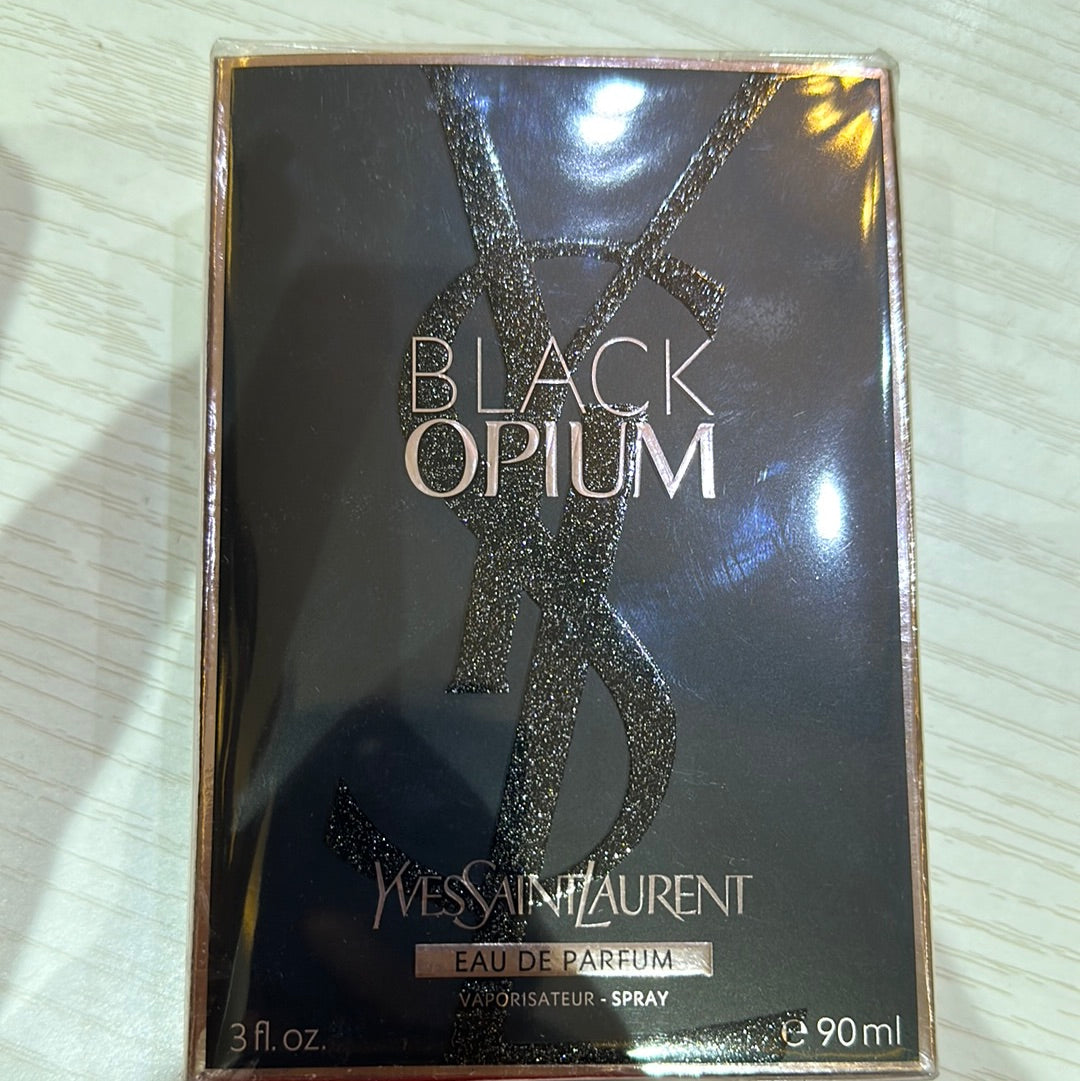 BLACK
OPIUM
YVESSAINTLAURENT
EAU DE PARFUM
VAPORISATEUR - SPRAY
3 fl. oz. ℮ 90 ml